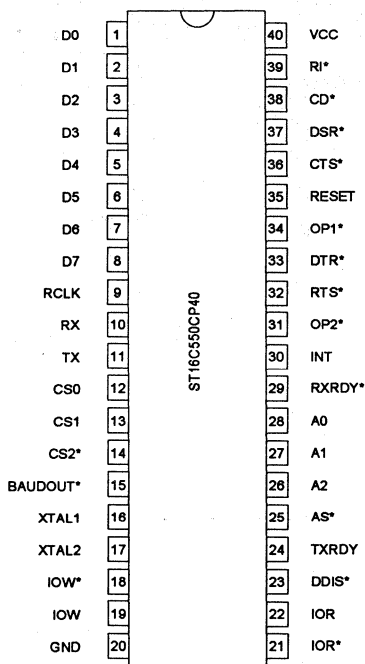 D0 1 40 VCC
D1 2 39 RI*
D2 3 38 CD*
D3 4 37 DSR*
D4 5 36 CTS*
D5 6 35 RESET
D6 7 34 OP1*
D7 8 33 DTR*
RCLK 9 32 RTS*
RX 10 31 OP2*
TX 11 30 INT
CS0 12 29 RXRDY*
CS1 13 28 A0
CS2* 14 27 A1
BAUDOUT* 15 26 A2
XTAL1 16 25 AS*
XTAL2 17 24 TXRDY
IOW* 18 23 DDIS*
IOW 19 22 IOR
GND 20 21 IOR*
ST16C550CP40